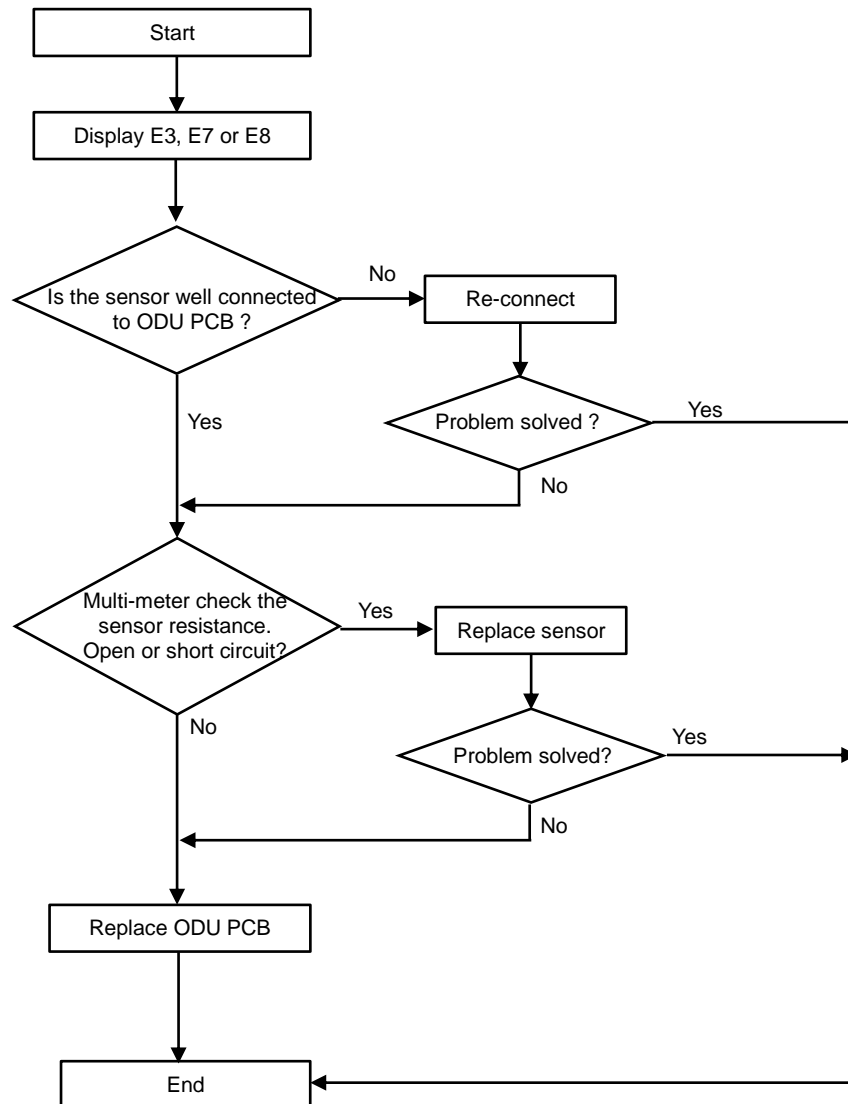 Start
Display E3, E7 or E8
Is the sensor well connected
to ODU PCB ?
No
Re-connect
Yes
Problem solved ?
Yes
No
Multi-meter check the
sensor resistance.
Open or short circuit?
Yes
Replace sensor
No
Problem solved?
Yes
No
Replace ODU PCB
End